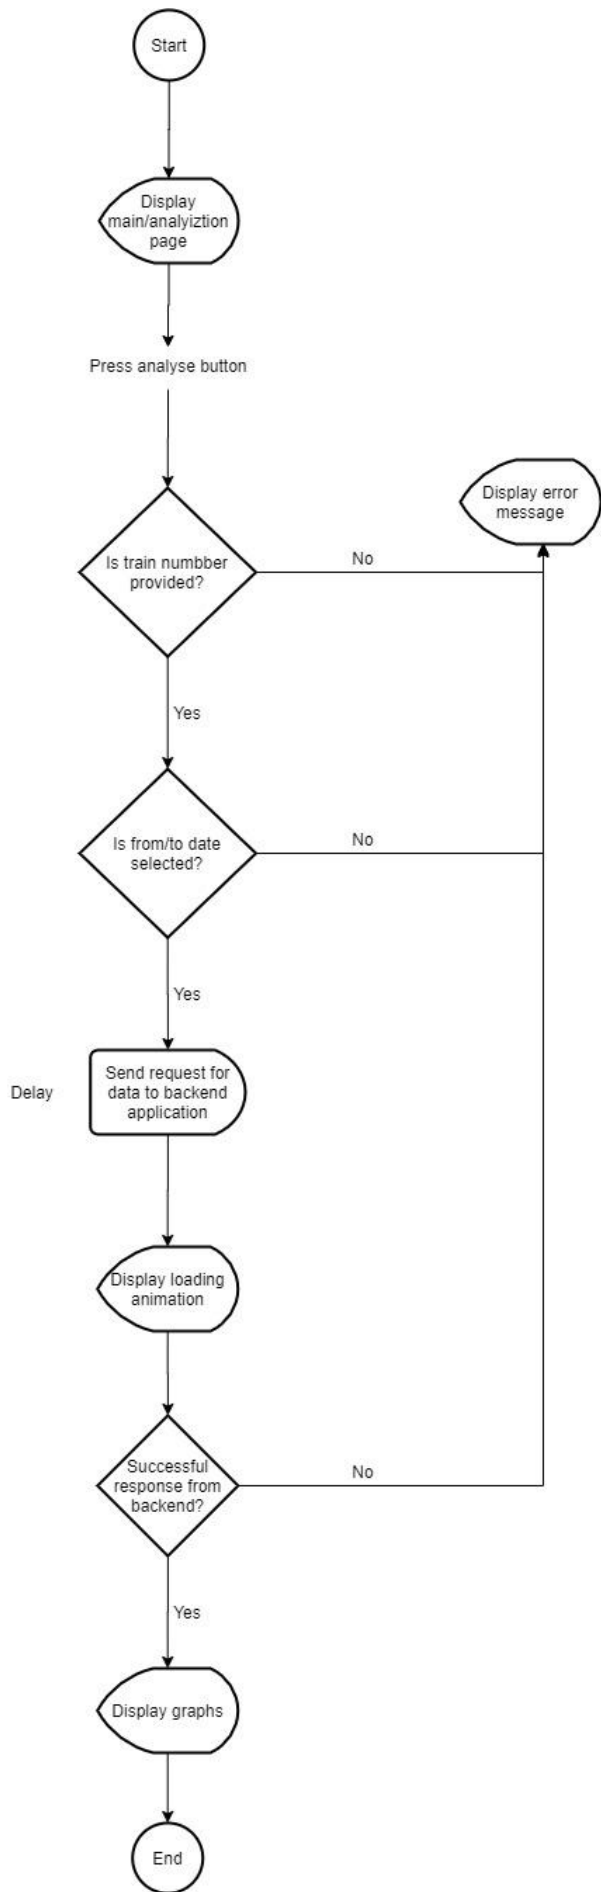 Start
Display
main/analyiztion
page
Press analyse button
Display error
message
Is train numbber
provided?
No
Yes
Is from/to date
selected?
No
Yes
Delay
Send request for
data to backend
application
Display loading
animation
Successful
response from
backend?
No
Yes
Display graphs
End